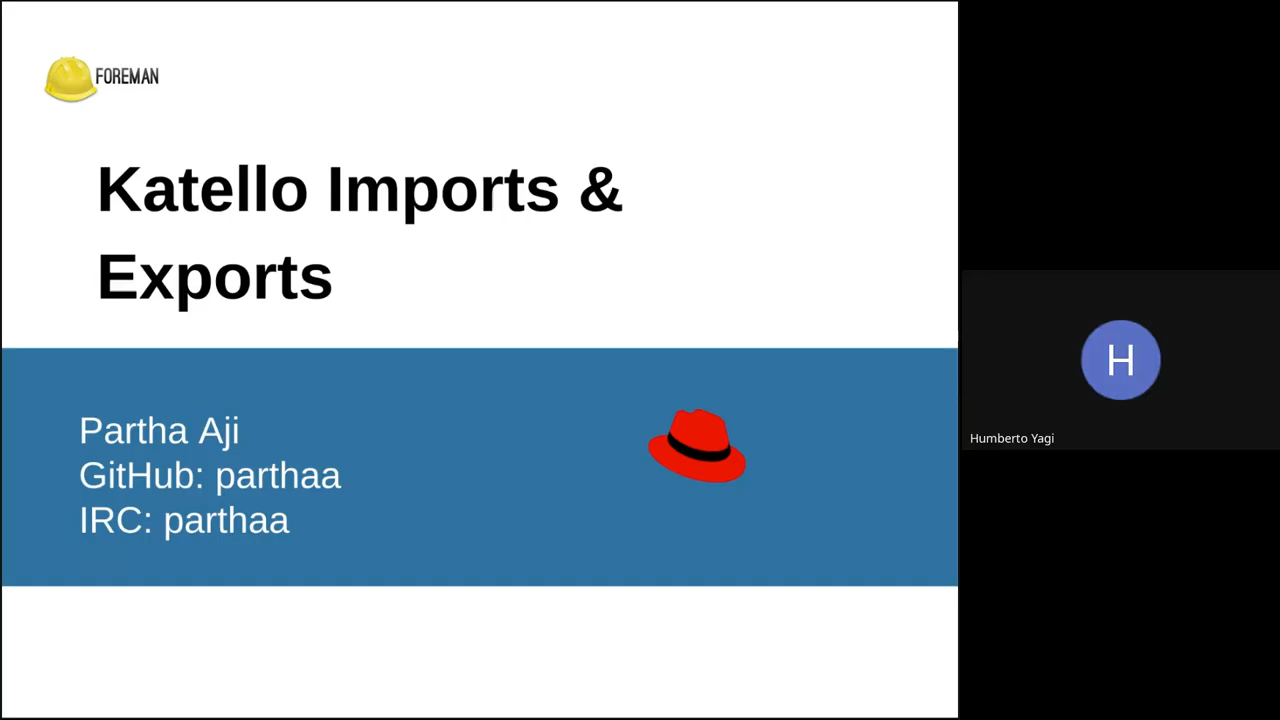 FOREMAN
Katello Imports &
Exports
Partha Aji
GitHub: parthaa
IRC: parthaa
H
Humberto Yagi